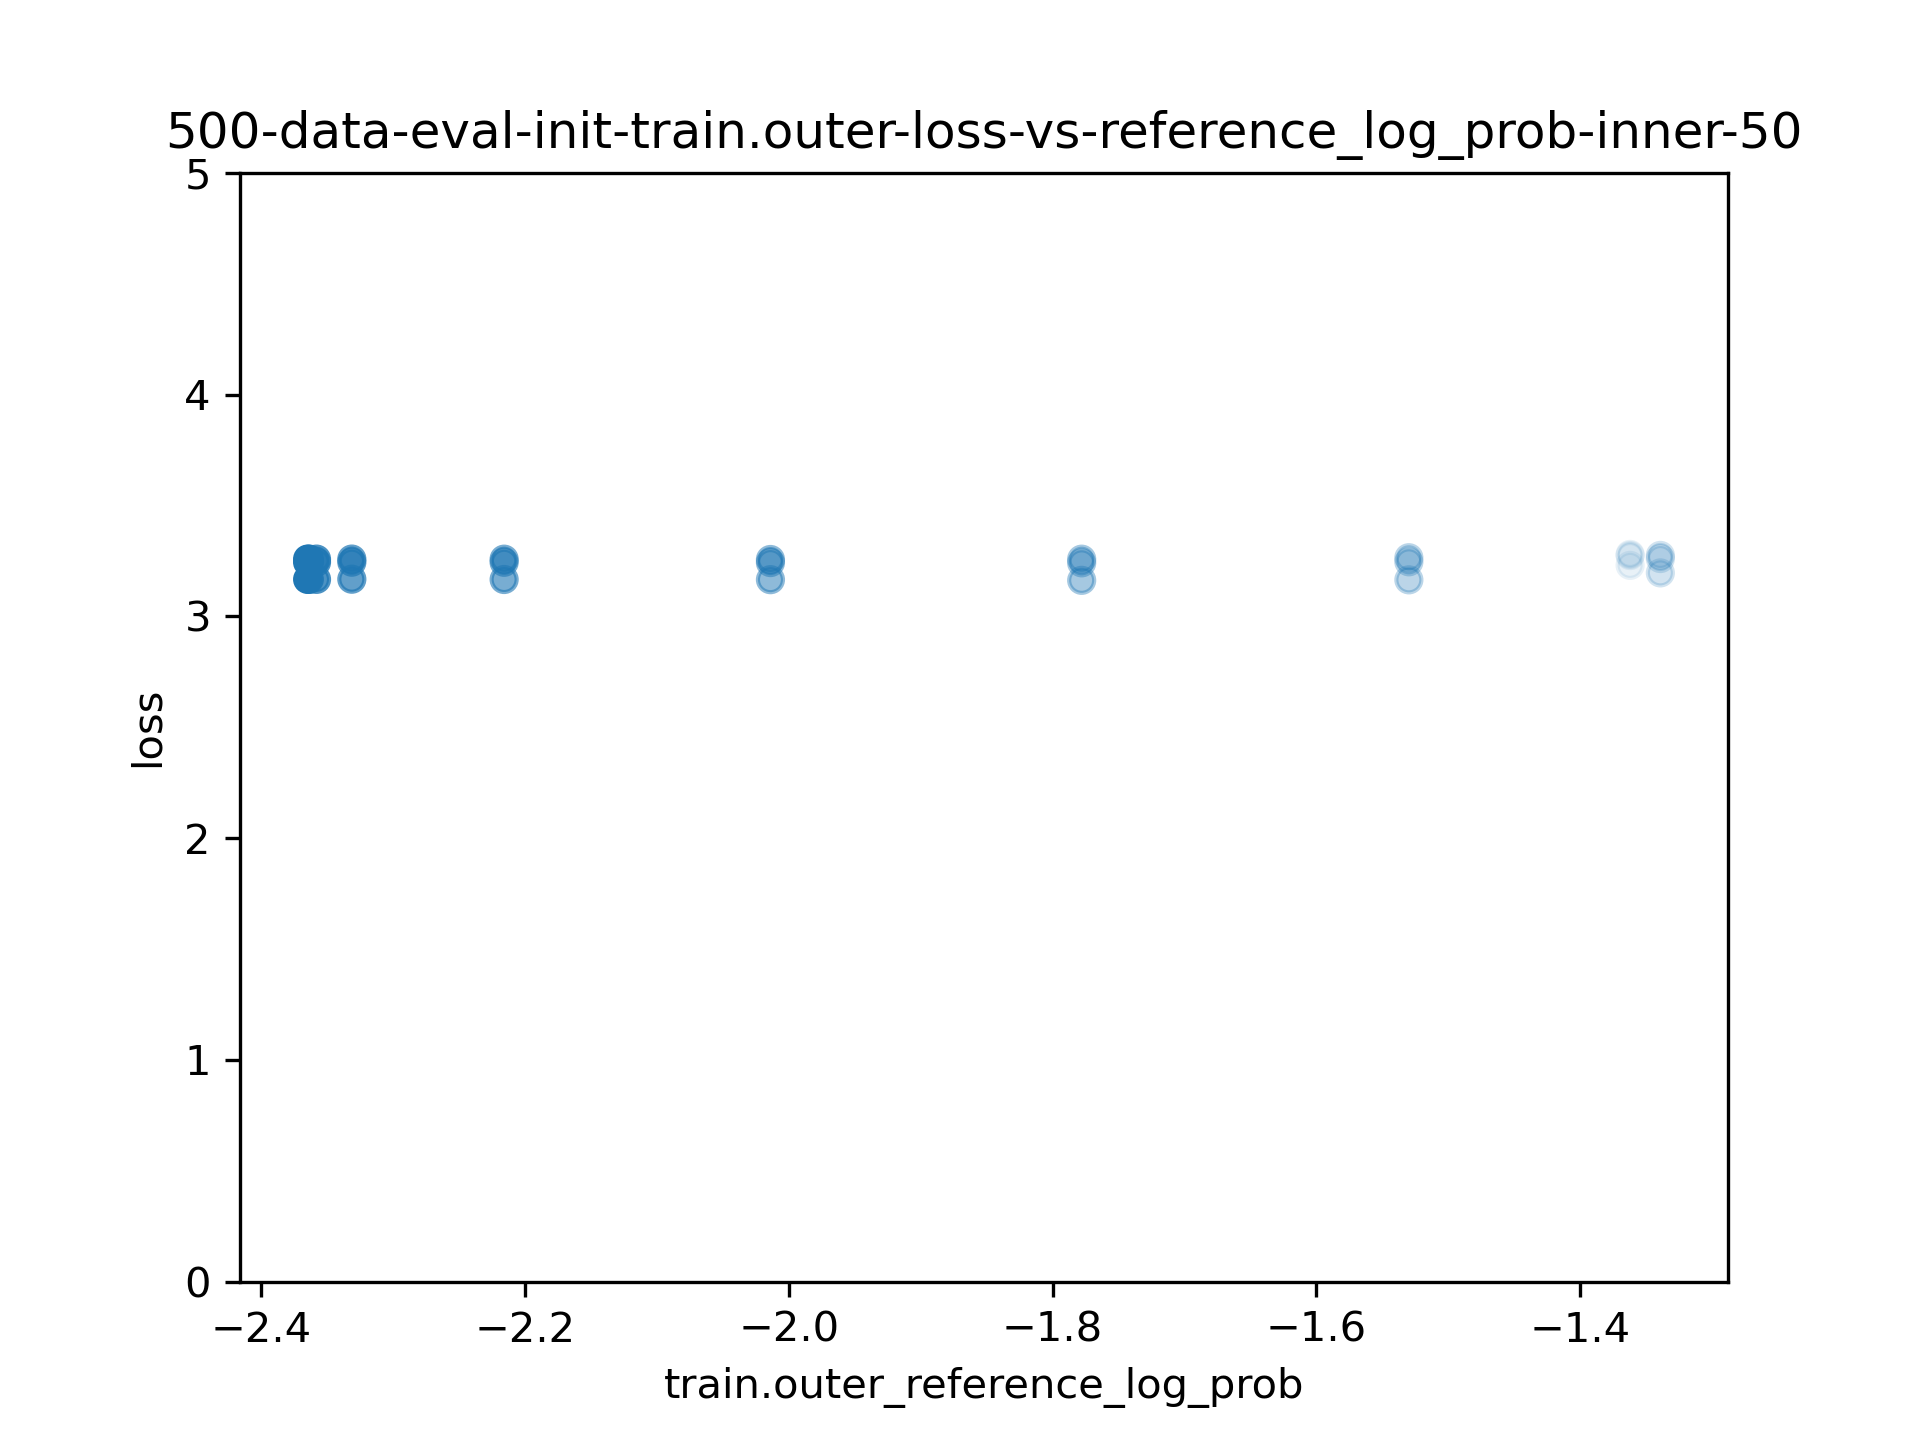 500-data-eval-init-train.outer-loss-vs-reference_log_prob-inner-50
5
4
3
2
1
0
loss
−2.4 −2.2 −2.0 −1.8 −1.6 −1.4
train.outer_reference_log_prob